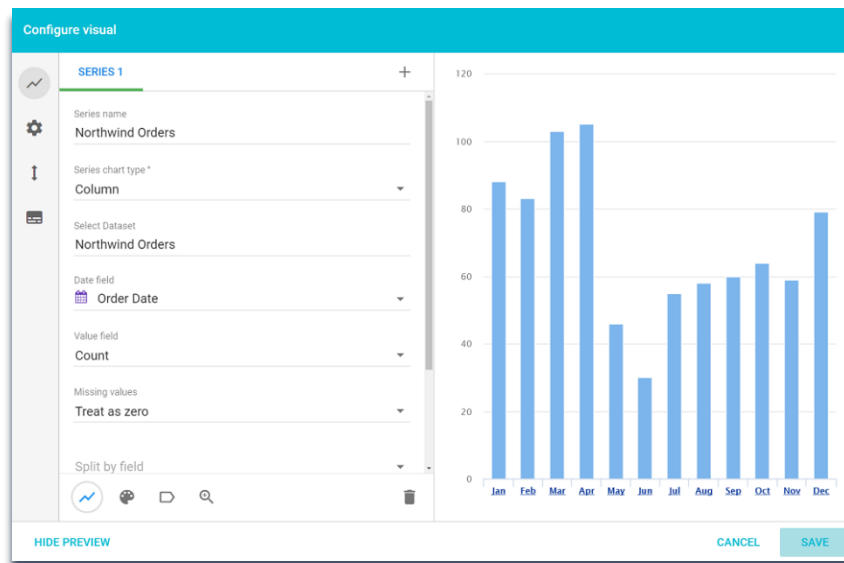 Configure visual
SERIES 1
Series name
Northwind Orders
Series chart type *
Column
Select Dataset
Northwind Orders
Date field
Order Date
Value field
Count
Missing values
Treat as zero
Split by field
HIDE PREVIEW
120
100
80
60
40
20
0
Jan Feb Mar Apr May Jun Jul Aug Sep Oct Nov Dec
CANCEL SAVE